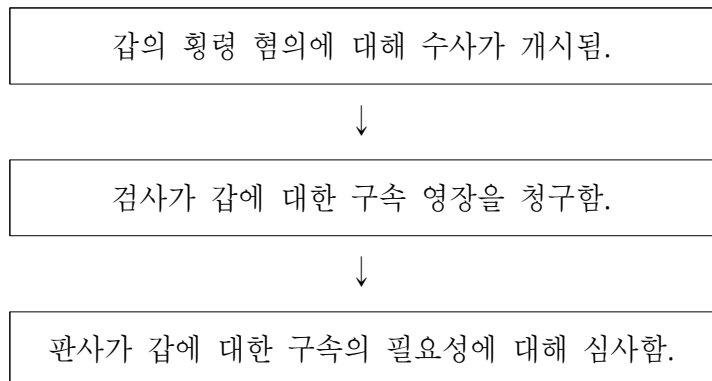 갑의 횡령 혐의에 대해 수사가 개시됨.
↓
검사가 갑에 대한 구속 영장을 청구함.
↓
판사가 갑에 대한 구속의 필요성에 대해 심사함.